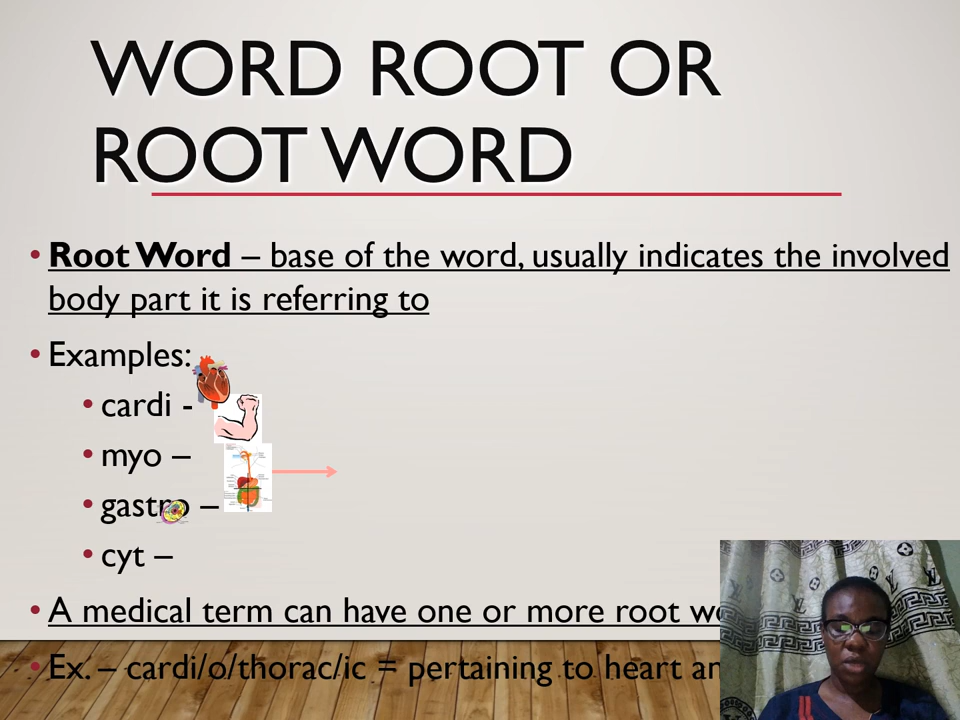 WORD ROOT OR
ROOT WORD
• Root Word – base of the word, usually indicates the involved
body part it is referring to
• Examples:
• cardi -
• myo –
• gastro –
• cyt –
• A medical term can have one or more root
• Ex. – cardi/o/thorac/ic = pertaining to heart